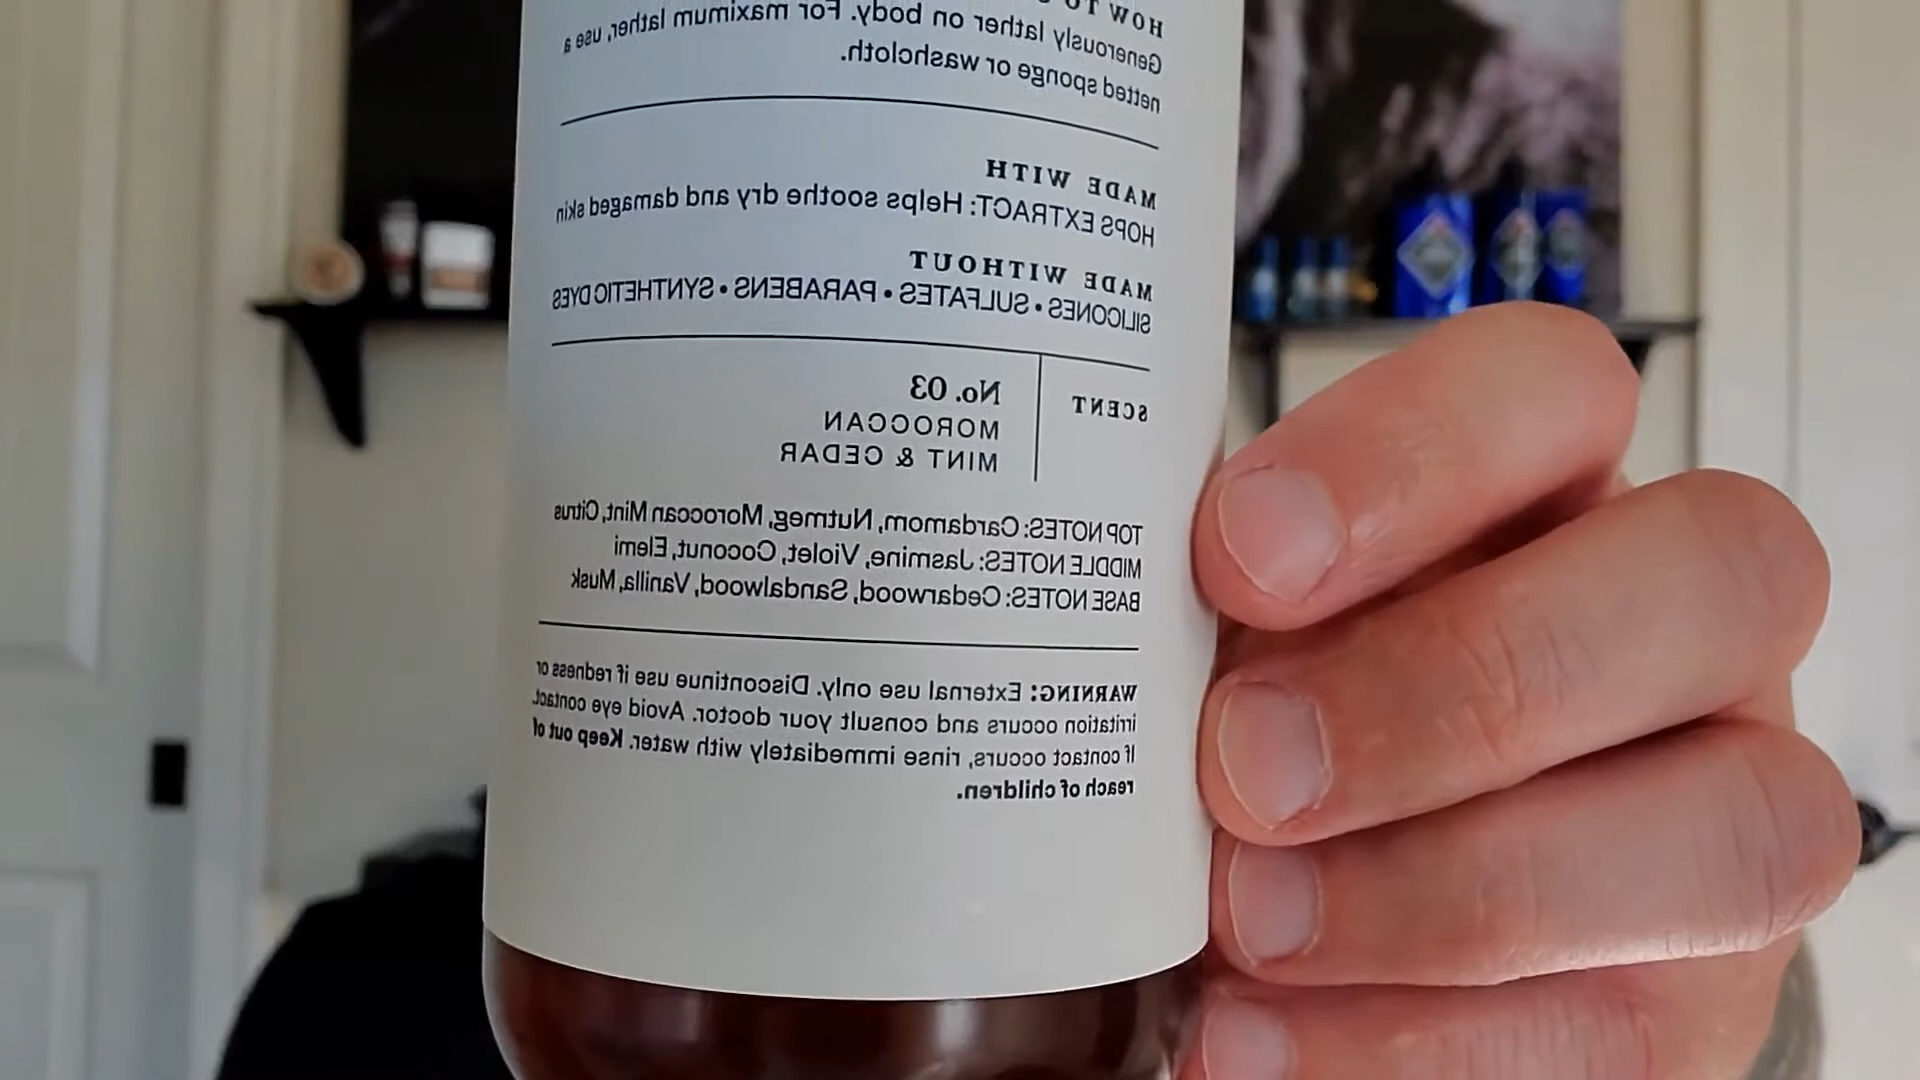 HOW TO
Generously lather on body. For maximum lather, use a
netted sponge or washcloth.
MADE WITH
HOPS EXTRACT: Helps soothe dry and damaged skin
MADE WITHOUT
SILICONES • SULFATES • PARABENS • SYNTHETIC DYES
SCENT
No. 03
MOROCCAN
MINT & CEDAR
TOP NOTES: Cardamom, Nutmeg, Moroccan Mint, Citrus
MIDDLE NOTES: Jasmine, Violet, Coconut, Elemi
BASE NOTES: Cedarwood, Sandalwood, Vanilla, Musk
WARNING: External use only. Discontinue use if redness or
irritation occurs and consult your doctor. Avoid eye contact.
If contact occurs, rinse immediately with water. Keep out of
reach of children.